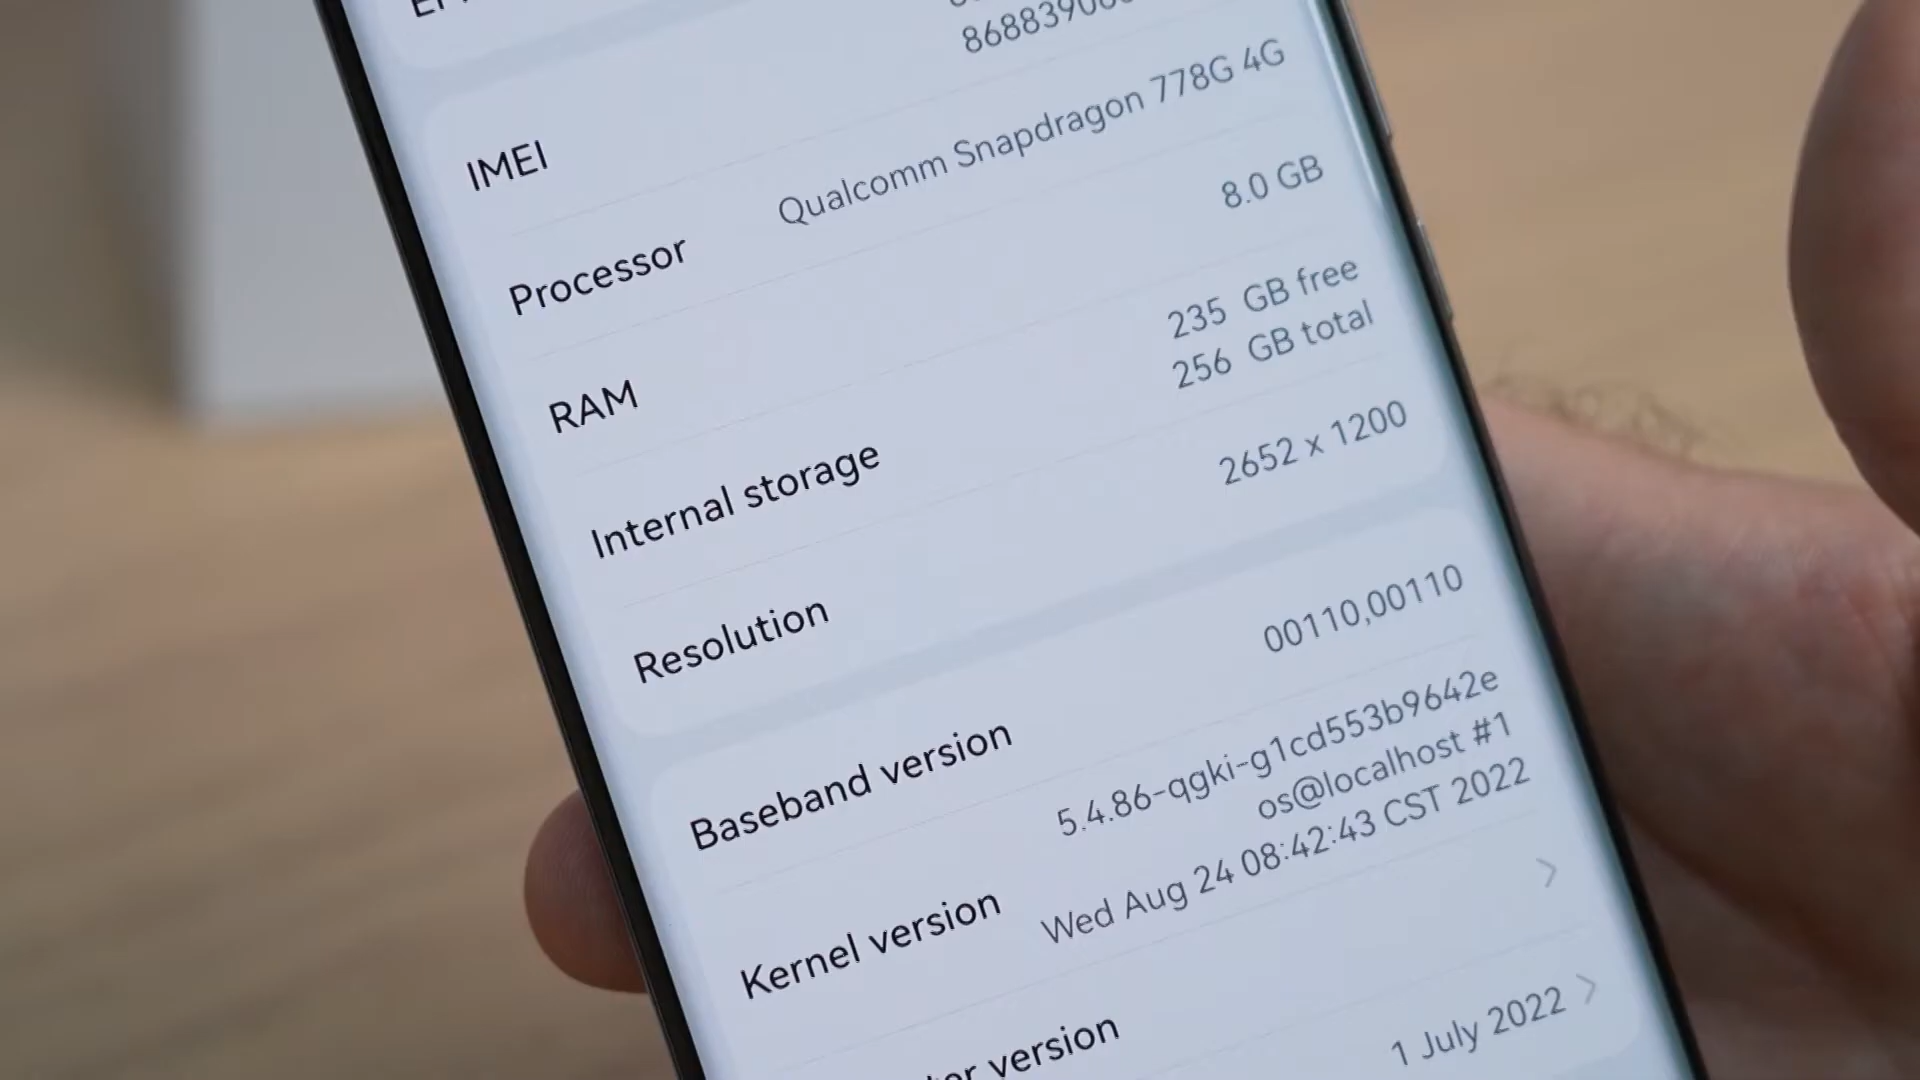 IMEI
Processor Qualcomm Snapdragon 778G 4G
RAM 8.0 GB
Internal storage 235 GB free
256 GB total
Resolution 2652 x 1200
Baseband version 00110,00110
Kernel version 5.4.86-qgki-g1cd553b9642e
os@localhost #1
Wed Aug 24 08:42:43 CST 2022
version
1 July 2022